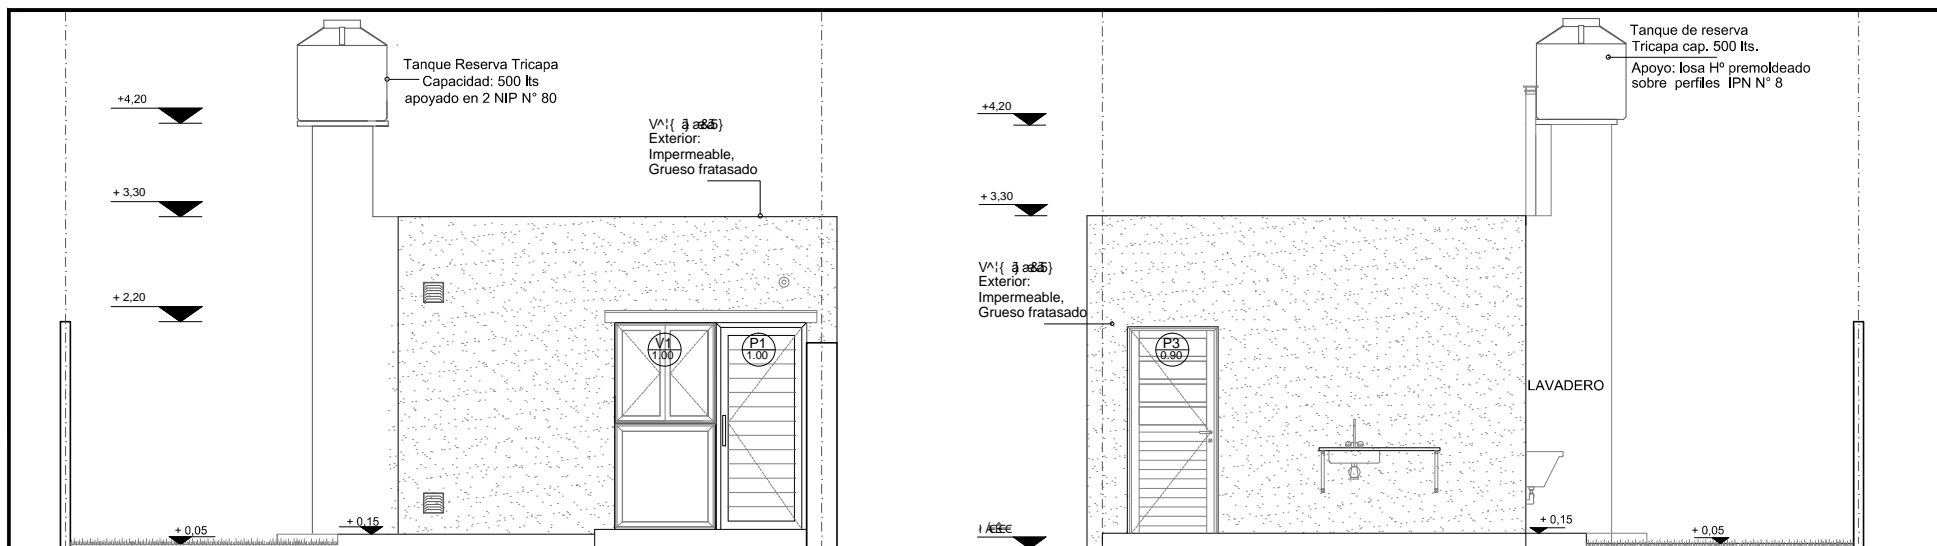 Tanque Reserva Tricapa
Capacidad: 500 lts
apoyado en 2 NIP N° 80
+4,20
Exterior:
Impermeable,
Grueso fratasado
+ 3,30
+ 2,20
V1
1.00
P1
1.00
+ 0,15
+ 0,05
Tanque de reserva
Tricapa cap. 500 lts.
Apoyo: losa Hº premoldeado
sobre perfiles IPN N° 8
+4,20
+ 3,30
Exterior:
Impermeable,
Grueso fratasado
P3
0.90
LAVADERO
+ 0,15
+ 0,05